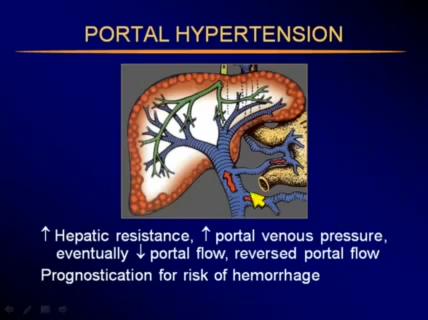 PORTAL HYPERTENSION
↑ Hepatic resistance, ↑ portal venous pressure,
eventually ↓ portal flow, reversed portal flow
Prognostication for risk of hemorrhage